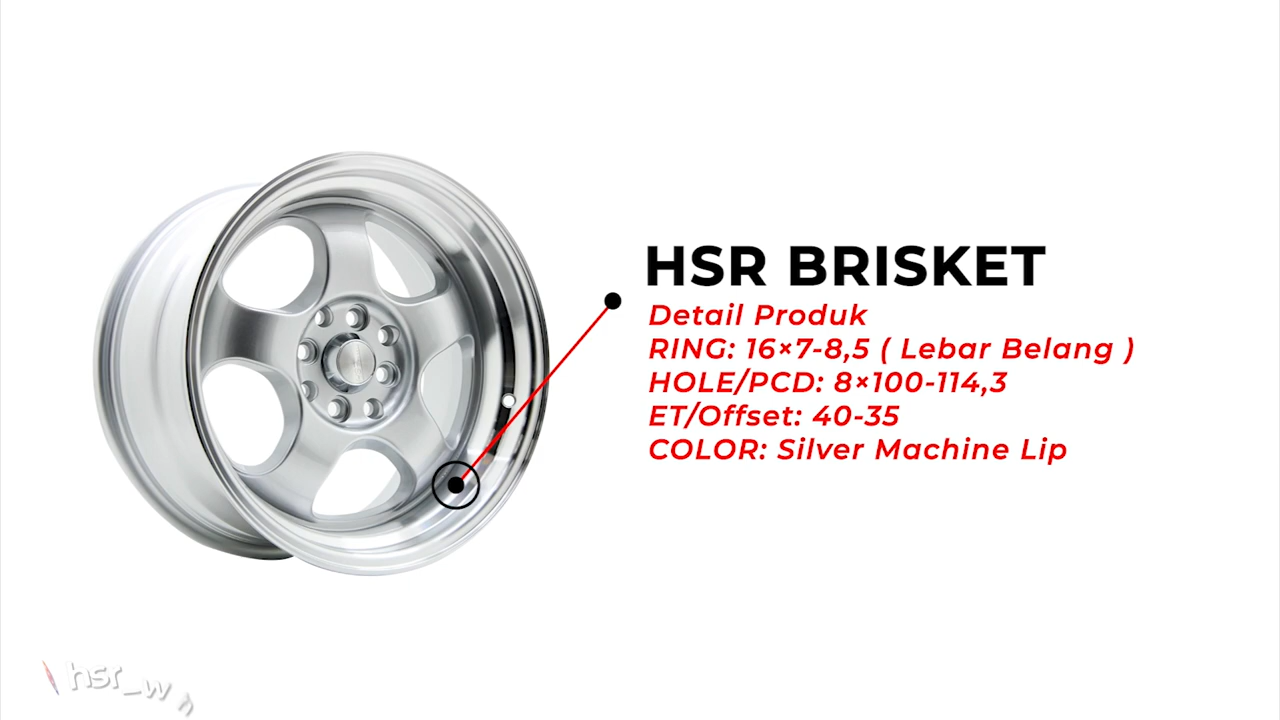 HSR BRISKET
Detail Produk
RING: 16×7-8,5 ( Lebar Belang )
HOLE/PCD: 8×100-114,3
ET/Offset: 40-35
COLOR: Silver Machine Lip
hsr_w